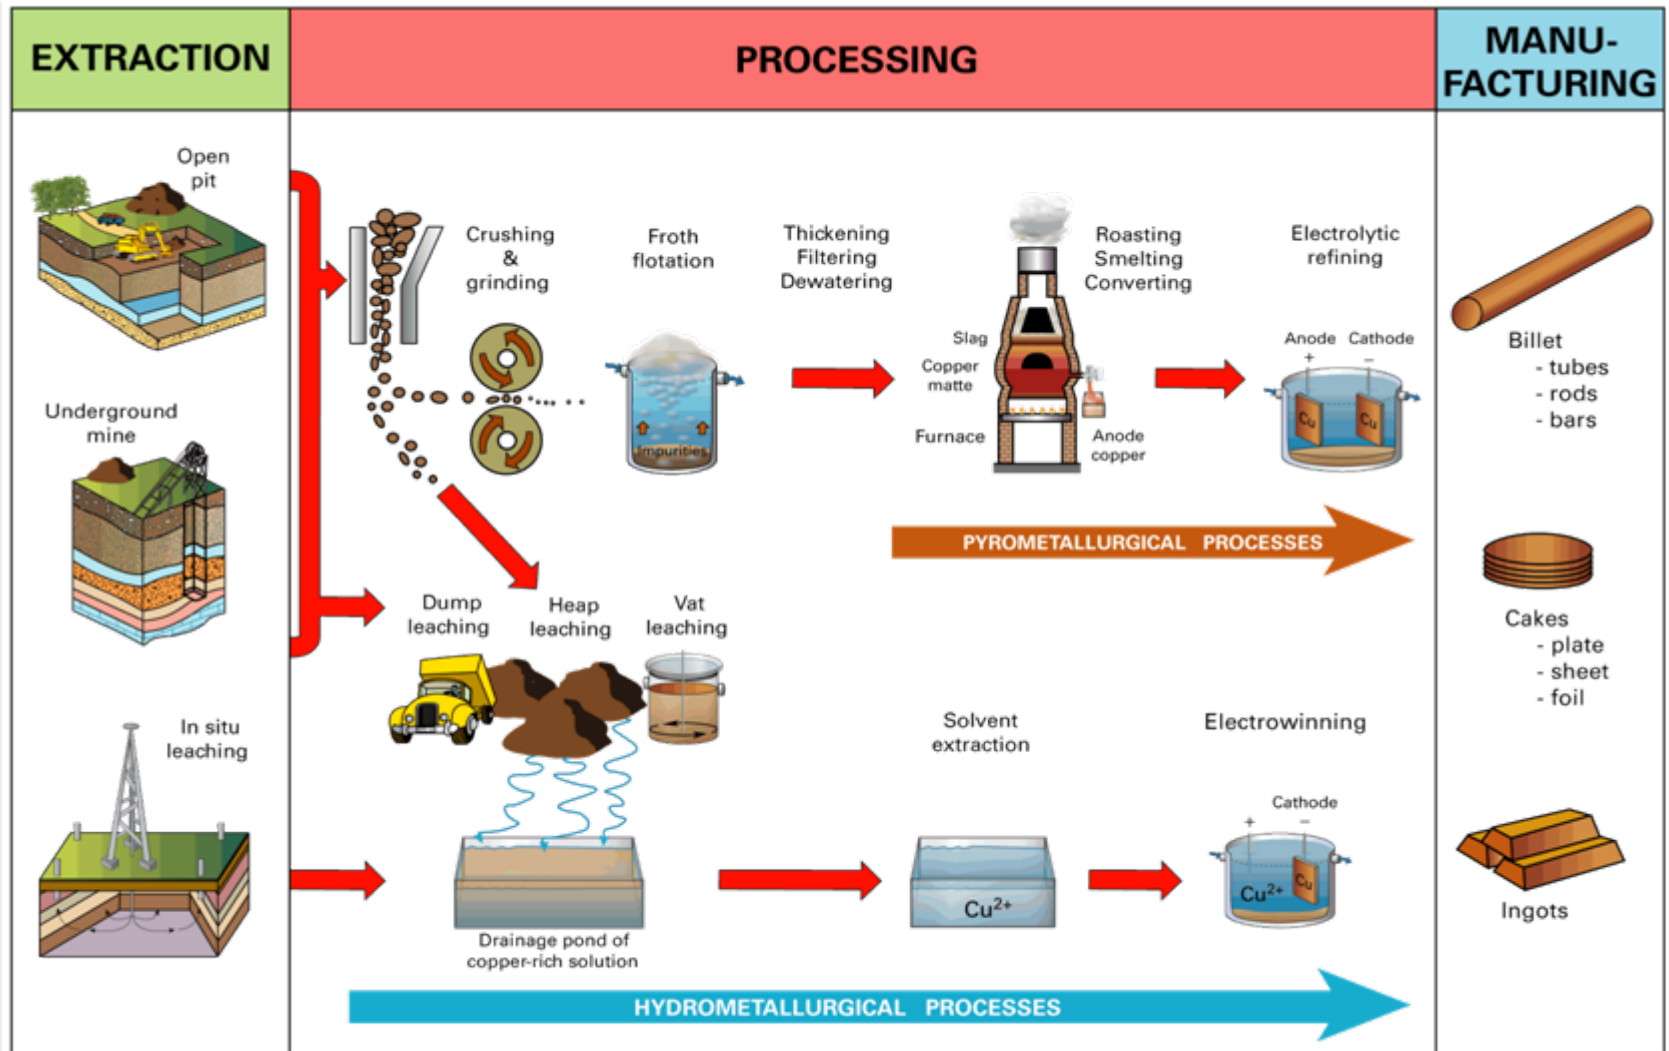 EXTRACTION
PROCESSING
MANU-
FACTURING
Open
pit
Underground
mine
In situ
leaching
Crushing
&
grinding
Froth
flotation
Impurities
Thickening
Filtering
Dewatering
Roasting
Smelting
Converting
Slag
Copper
matte
Furnace
Anode
copper
Electrolytic
refining
Anode
+
Cathode
−
Cu
Cu
PYROMETALLURGICAL PROCESSES
Dump
leaching
Heap
leaching
Vat
leaching
Drainage pond of
copper-rich solution
Solvent
extraction
Cu²⁺
Electrowinning
Cathode
+
−
Cu²⁺
Cu
HYDROMETALLURGICAL PROCESSES
Billet
- tubes
- rods
- bars
Cakes
- plate
- sheet
- foil
Ingots